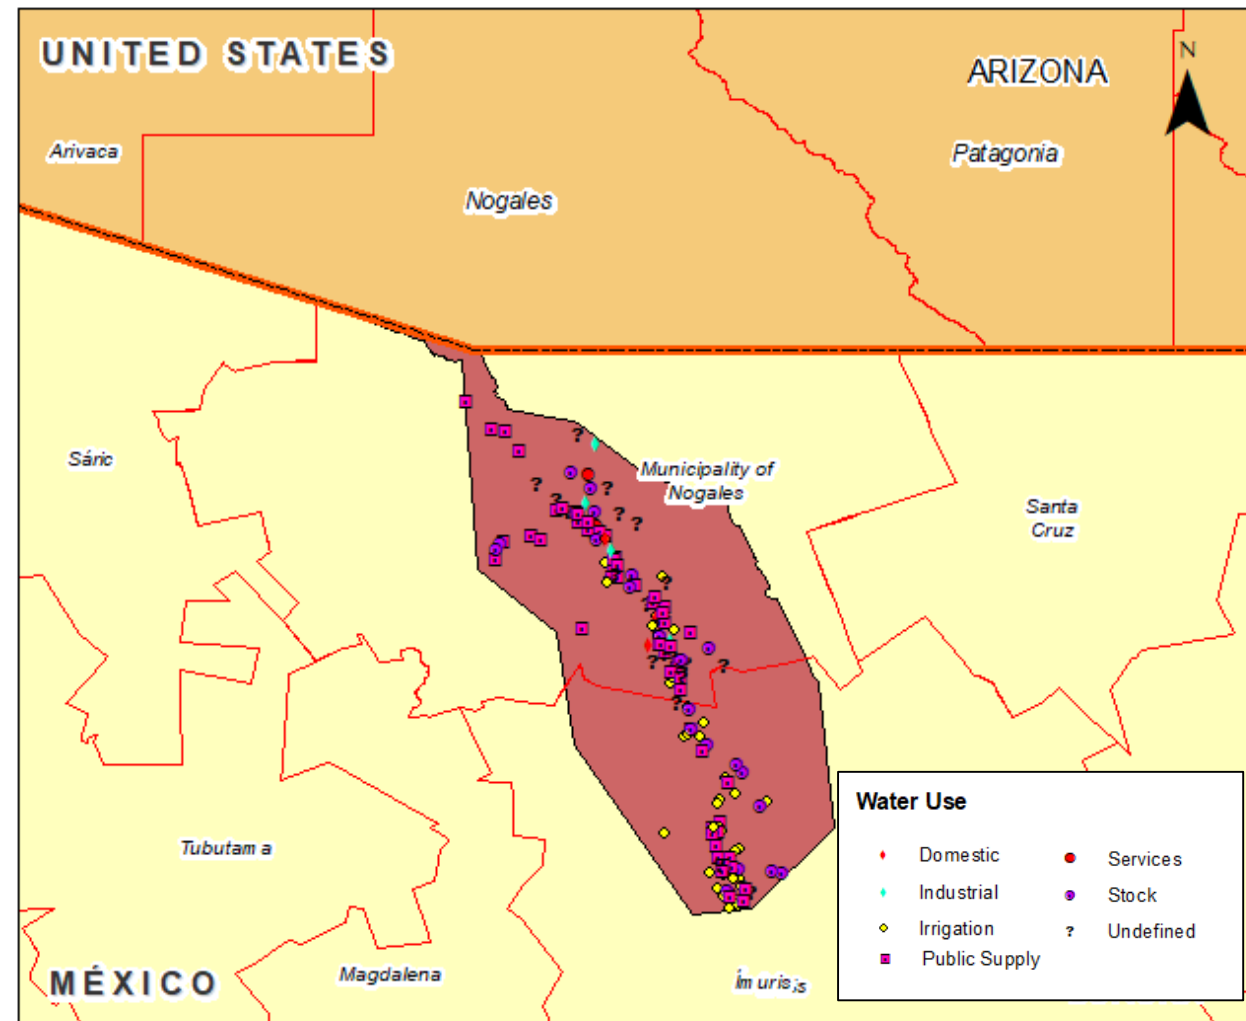 UNITED STATES
ARIZONA
N
Arivaca
Patagonia
Nogales
Sáric
Municipality of
Nogales
Santa
Cruz
Water Use
Domestic
Services
Industrial
Stock
Irrigation
? Undefined
Public Supply
Tubutama
MÉXICO
Magdalena
Ímuris